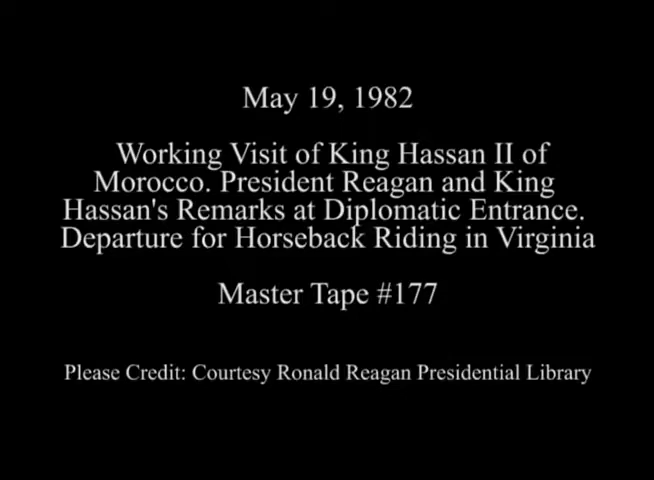 May 19, 1982
Working Visit of King Hassan II of
Morocco. President Reagan and King
Hassan's Remarks at Diplomatic Entrance.
Departure for Horseback Riding in Virginia
Master Tape #177
Please Credit: Courtesy Ronald Reagan Presidential Library